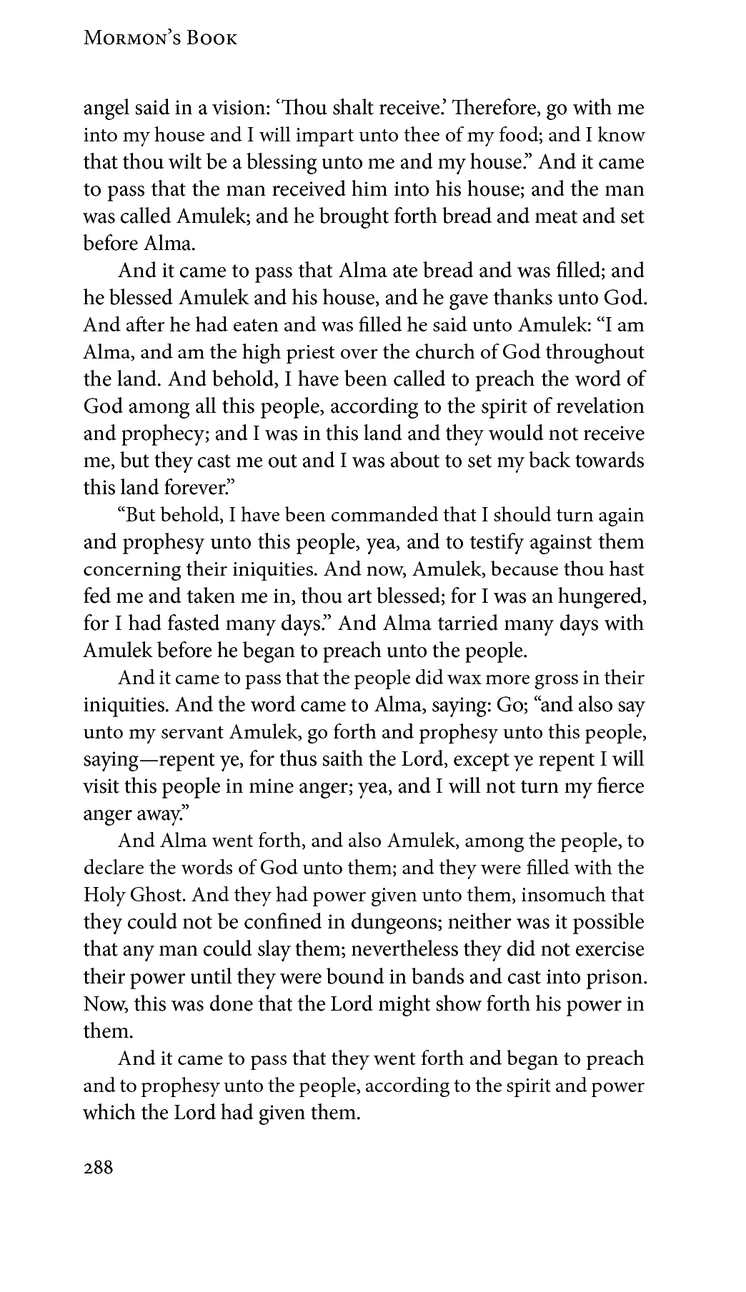 Mormon’s Book
angel said in a vision: ‘Thou shalt receive.’ Therefore, go with me
into my house and I will impart unto thee of my food; and I know
that thou wilt be a blessing unto me and my house.” And it came
to pass that the man received him into his house; and the man
was called Amulek; and he brought forth bread and meat and set
before Alma.
And it came to pass that Alma ate bread and was filled; and
he blessed Amulek and his house, and he gave thanks unto God.
And after he had eaten and was filled he said unto Amulek: “I am
Alma, and am the high priest over the church of God throughout
the land. And behold, I have been called to preach the word of
God among all this people, according to the spirit of revelation
and prophecy; and I was in this land and they would not receive
me, but they cast me out and I was about to set my back towards
this land forever.”
“But behold, I have been commanded that I should turn again
and prophesy unto this people, yea, and to testify against them
concerning their iniquities. And now, Amulek, because thou hast
fed me and taken me in, thou art blessed; for I was an hungered,
for I had fasted many days.” And Alma tarried many days with
Amulek before he began to preach unto the people.
And it came to pass that the people did wax more gross in their
iniquities. And the word came to Alma, saying: Go; “and also say
unto my servant Amulek, go forth and prophesy unto this people,
saying—repent ye, for thus saith the Lord, except ye repent I will
visit this people in mine anger; yea, and I will not turn my fierce
anger away.”
And Alma went forth, and also Amulek, among the people, to
declare the words of God unto them; and they were filled with the
Holy Ghost. And they had power given unto them, insomuch that
they could not be confined in dungeons; neither was it possible
that any man could slay them; nevertheless they did not exercise
their power until they were bound in bands and cast into prison.
Now, this was done that the Lord might show forth his power in
them.
And it came to pass that they went forth and began to preach
and to prophesy unto the people, according to the spirit and power
which the Lord had given them.
288